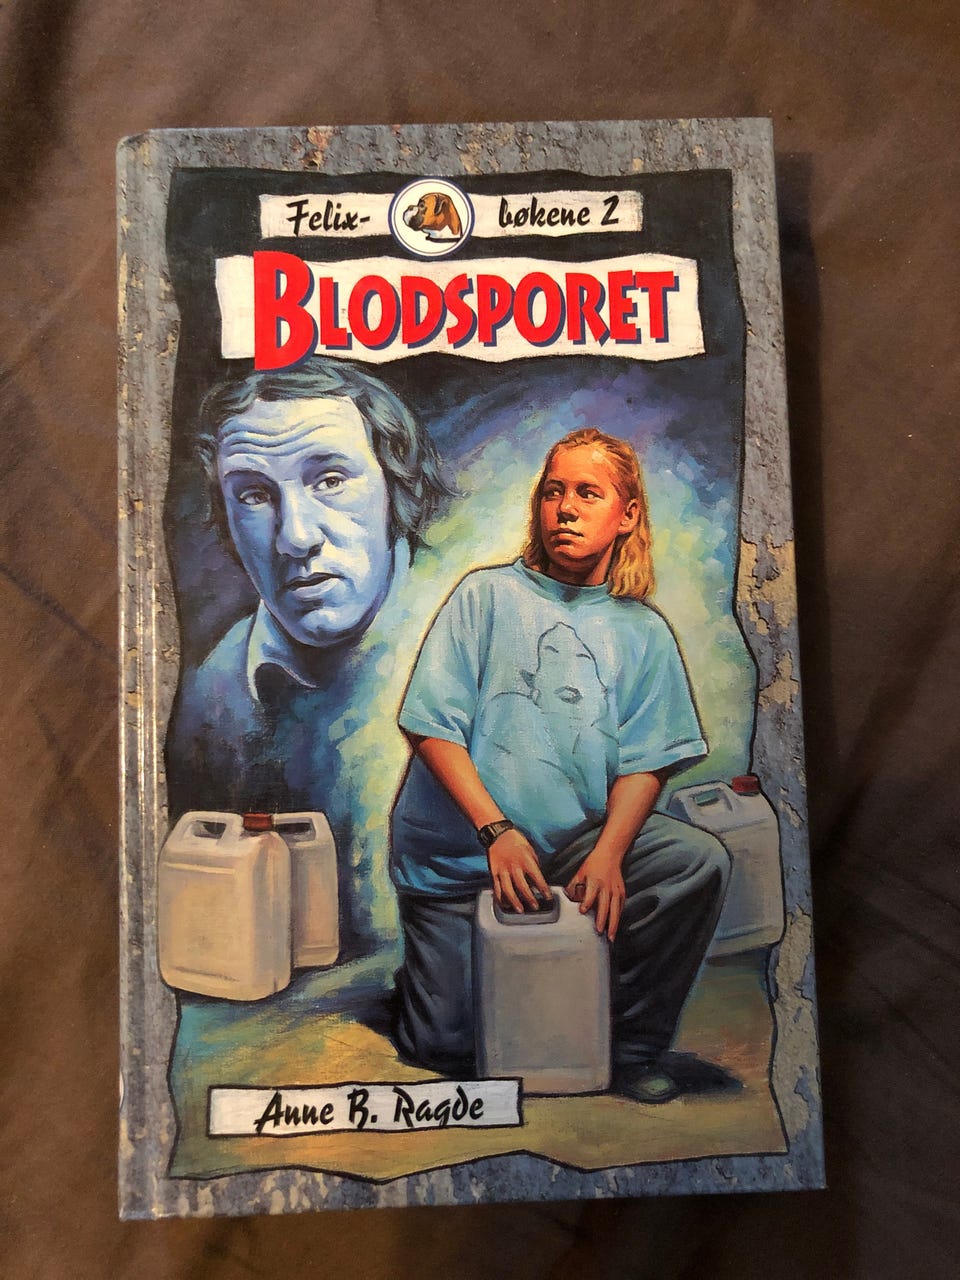 Felix- bøkene 2
BLODSPORET
Anne B. Ragde